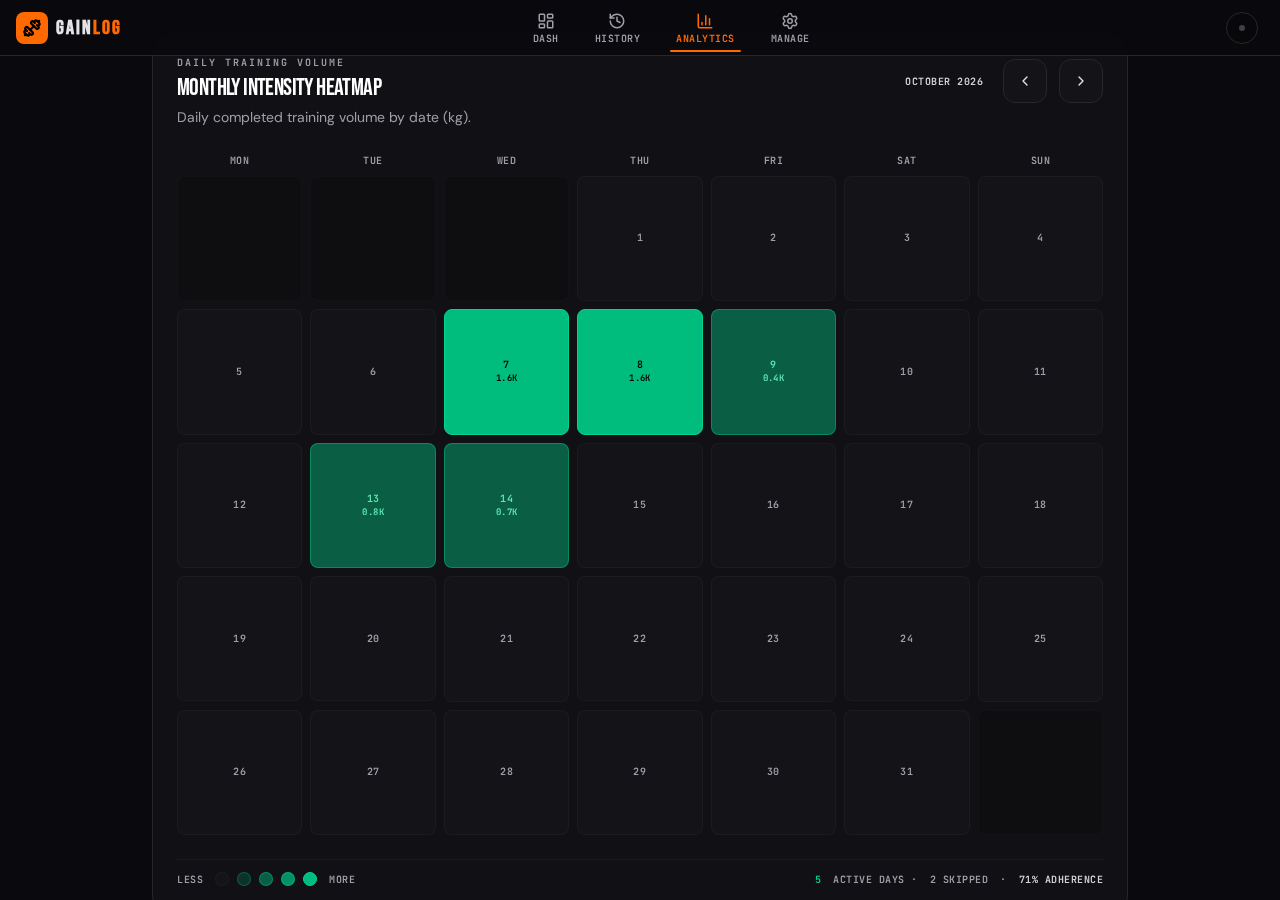 GAINLOG
DASH
HISTORY
ANALYTICS
MANAGE
DAILY TRAINING VOLUME
MONTHLY INTENSITY HEATMAP
OCTOBER 2026
Daily completed training volume by date (kg).
MON TUE WED THU FRI SAT SUN
1 2 3 4
5 6 7 8 9 10 11
1.6K 1.6K 0.4K
12 13 14 15 16 17 18
0.8K 0.7K
19 20 21 22 23 24 25
26 27 28 29 30 31
LESS MORE
5 ACTIVE DAYS · 2 SKIPPED · 71% ADHERENCE